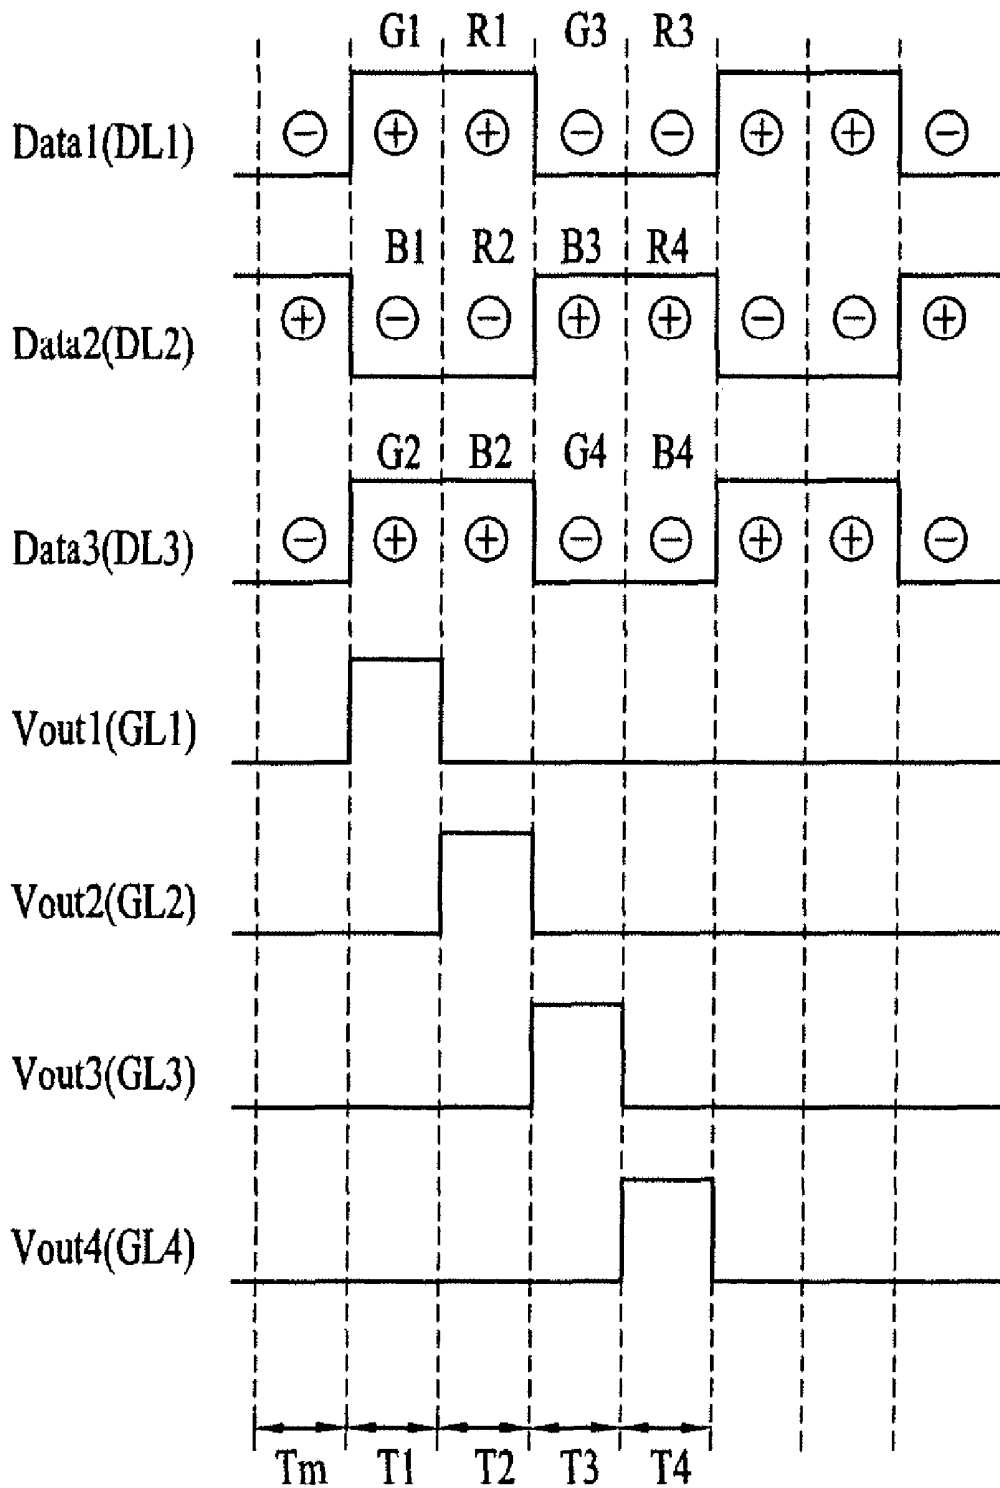 G1 R1 G3 R3
Data1(DL1) ⊖ ⊕ ⊕ ⊖ ⊖ ⊕ ⊕ ⊖
B1 R2 B3 R4
Data2(DL2) ⊕ ⊖ ⊖ ⊕ ⊕ ⊖ ⊖ ⊕
G2 B2 G4 B4
Data3(DL3) ⊖ ⊕ ⊕ ⊖ ⊖ ⊕ ⊕ ⊖
Vout1(GL1)
Vout2(GL2)
Vout3(GL3)
Vout4(GL4)
Tm T1 T2 T3 T4